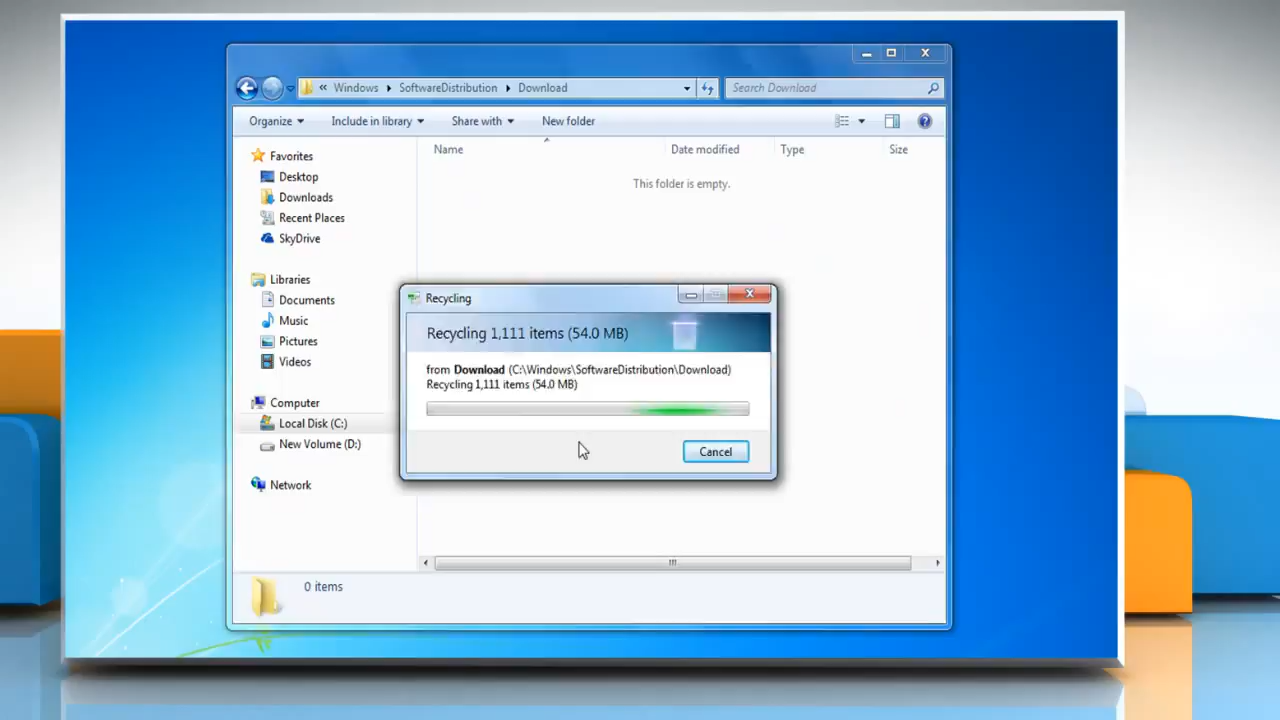 « Windows ▸ SoftwareDistribution ▸ Download
Search Download
Organize
Include in library
Share with
New folder
Name
Date modified
Type
Size
This folder is empty.
Favorites
Desktop
Downloads
Recent Places
SkyDrive
Libraries
Documents
Music
Pictures
Videos
Computer
Local Disk (C:)
New Volume (D:)
Network
Recycling
Recycling 1,111 items (54.0 MB)
from Download (C:\Windows\SoftwareDistribution\Download)
Recycling 1,111 items (54.0 MB)
Cancel
0 items